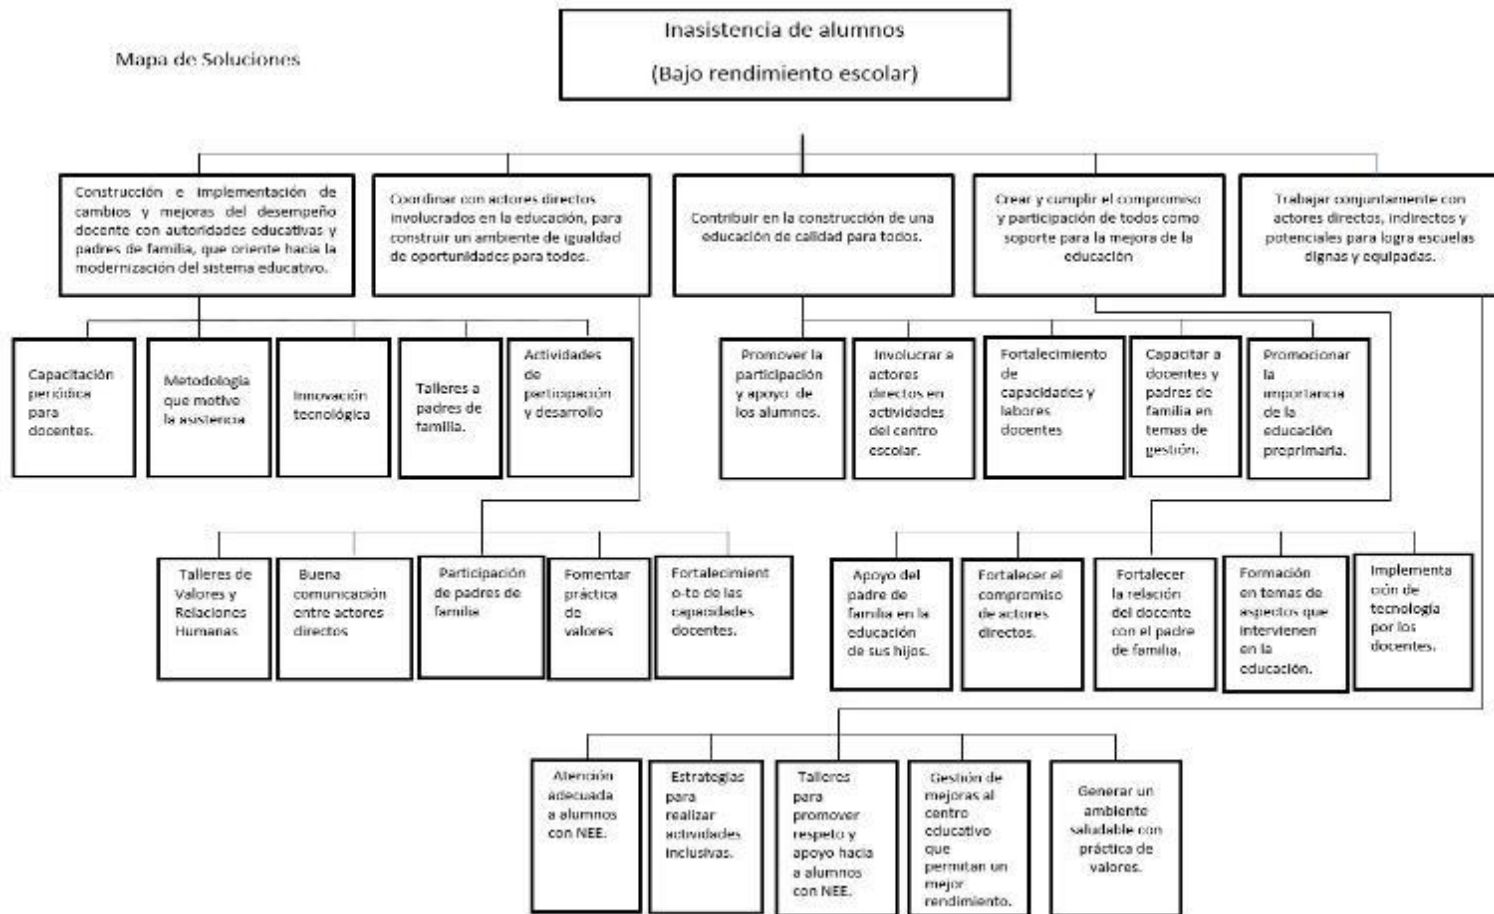 Inasistencia de alumnos
(Bajo rendimiento escolar)
Mapa de Soluciones
Construcción e implementación de
cambios y mejoras del desempeño
docente con autoridades educativas y
padres de familia, que oriente hacia la
modernización del sistema educativo.
Coordinar con actores directos
involucrados en la educación, para
construir un ambiente de igualdad
de oportunidades para todos.
Contribuir en la construcción de una
educación de calidad para todos.
Crear y cumplir el compromiso
y participación de todos como
soporte para la mejora de la
educación
Trabajar conjuntamente con
actores directos, indirectos y
potenciales para logra escuelas
dignas y equipadas.
Capacitación
periódica
para
docentes.
Metodología
que motive
la asistencia
Innovación
tecnológica
Talleres a
padres de
familia.
Actividades
de
participación
y desarrollo
Promover la
participación
y apoyo de
los alumnos.
Involucrar a
actores
directos en
actividades
del centro
escolar.
Fortalecimiento
de
capacidades y
labores
docentes
Capacitar a
docentes y
padres de
familia en
temas de
gestión.
Promocionar
la
importancia
de la
educación
preprimaria.
Talleres de
Valores y
Relaciones
Humanas
Buena
comunicación
entre actores
directos
Participación
de padres de
familia
Fomentar
práctica
de
valores
Fortalecimient
o-to de las
capacidades
docentes.
Apoyo del
padre de
familia en la
educación
de sus hijos.
Fortalecer el
compromiso
de actores
directos.
Fortalecer
la relación
del docente
con el padre
de familia.
Formación
en temas de
aspectos que
intervienen
en la
educación.
Implementa
ción de
tecnología
por los
docentes.
Atención
adecuada
a alumnos
con NEE.
Estrategias
para
realizar
actividades
inclusivas.
Talleres
para
promover
respeto y
apoyo hacia
a alumnos
con NEE.
Gestión de
mejoras al
centro
educativo
que
permitan un
mejor
rendimiento.
Generar un
ambiente
saludable con
práctica de
valores.